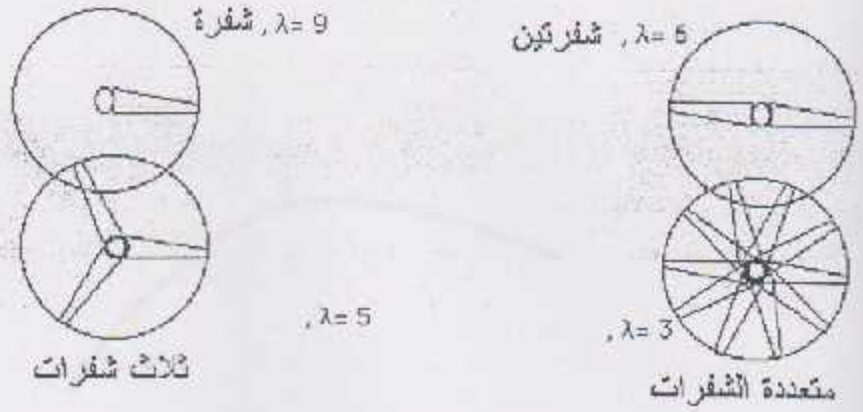 شفرة ,λ= 9
شفرتين ,λ= 6
,λ= 5
,λ= 3
ثلاث شفرات
متعددة الشفرات